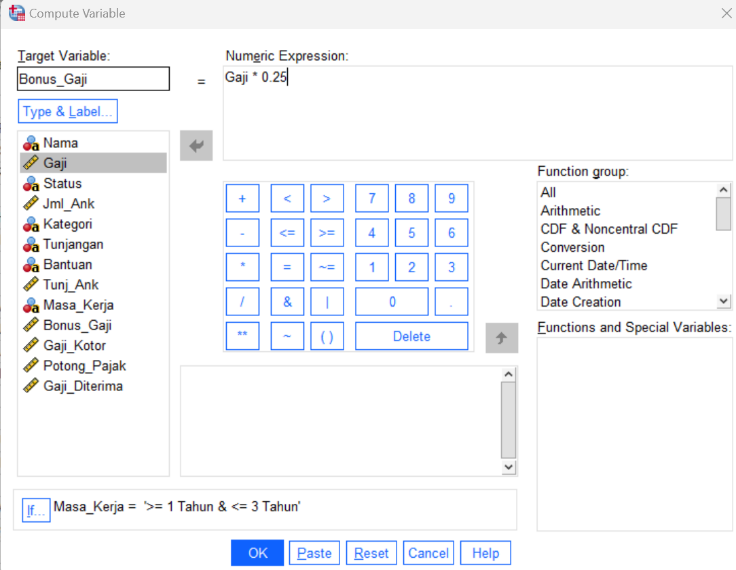 Compute Variable
Target Variable:
Bonus_Gaji
=
Numeric Expression:
Gaji * 0.25
Type & Label...
Nama
Gaji
Status
Jml_Ank
Kategori
Tunjangan
Bantuan
Tunj_Ank
Masa_Kerja
Bonus_Gaji
Gaji_Kotor
Potong_Pajak
Gaji_Diterima
+ < > 7 8 9
- <= >= 4 5 6
* = ~= 1 2 3
/ & | 0 .
** ~ ( ) Delete
Function group:
All
Arithmetic
CDF & Noncentral CDF
Conversion
Current Date/Time
Date Arithmetic
Date Creation
Functions and Special Variables:
If... Masa_Kerja = '>= 1 Tahun & <= 3 Tahun'
OK Paste Reset Cancel Help